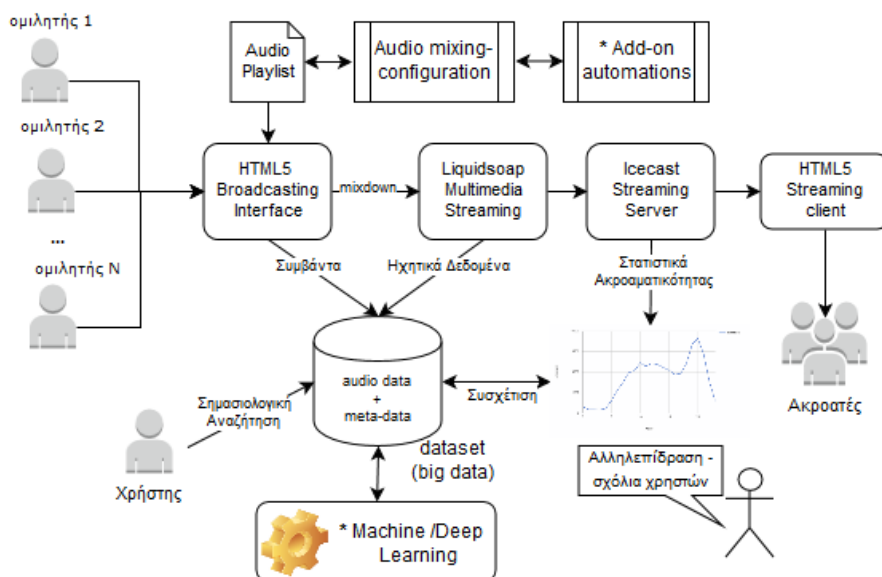 ομιλητής 1
Audio
Playlist
Audio mixing-
configuration
* Add-on
automations
ομιλητής 2
HTML5
Broadcasting
Interface
mixdown
Liquidsoap
Multimedia
Streaming
Icecast
Streaming
Server
HTML5
Streaming
client
...
ομιλητής N
Συμβάντα
Ηχητικά Δεδομένα
Στατιστικά
Ακροαματικότητας
audio data
+
meta-data
Συσχέτιση
Ακροατές
Σημασιολογική
Αναζήτηση
Χρήστης
dataset
(big data)
Αλληλεπίδραση -
σχόλια χρηστών
* Machine /Deep
Learning